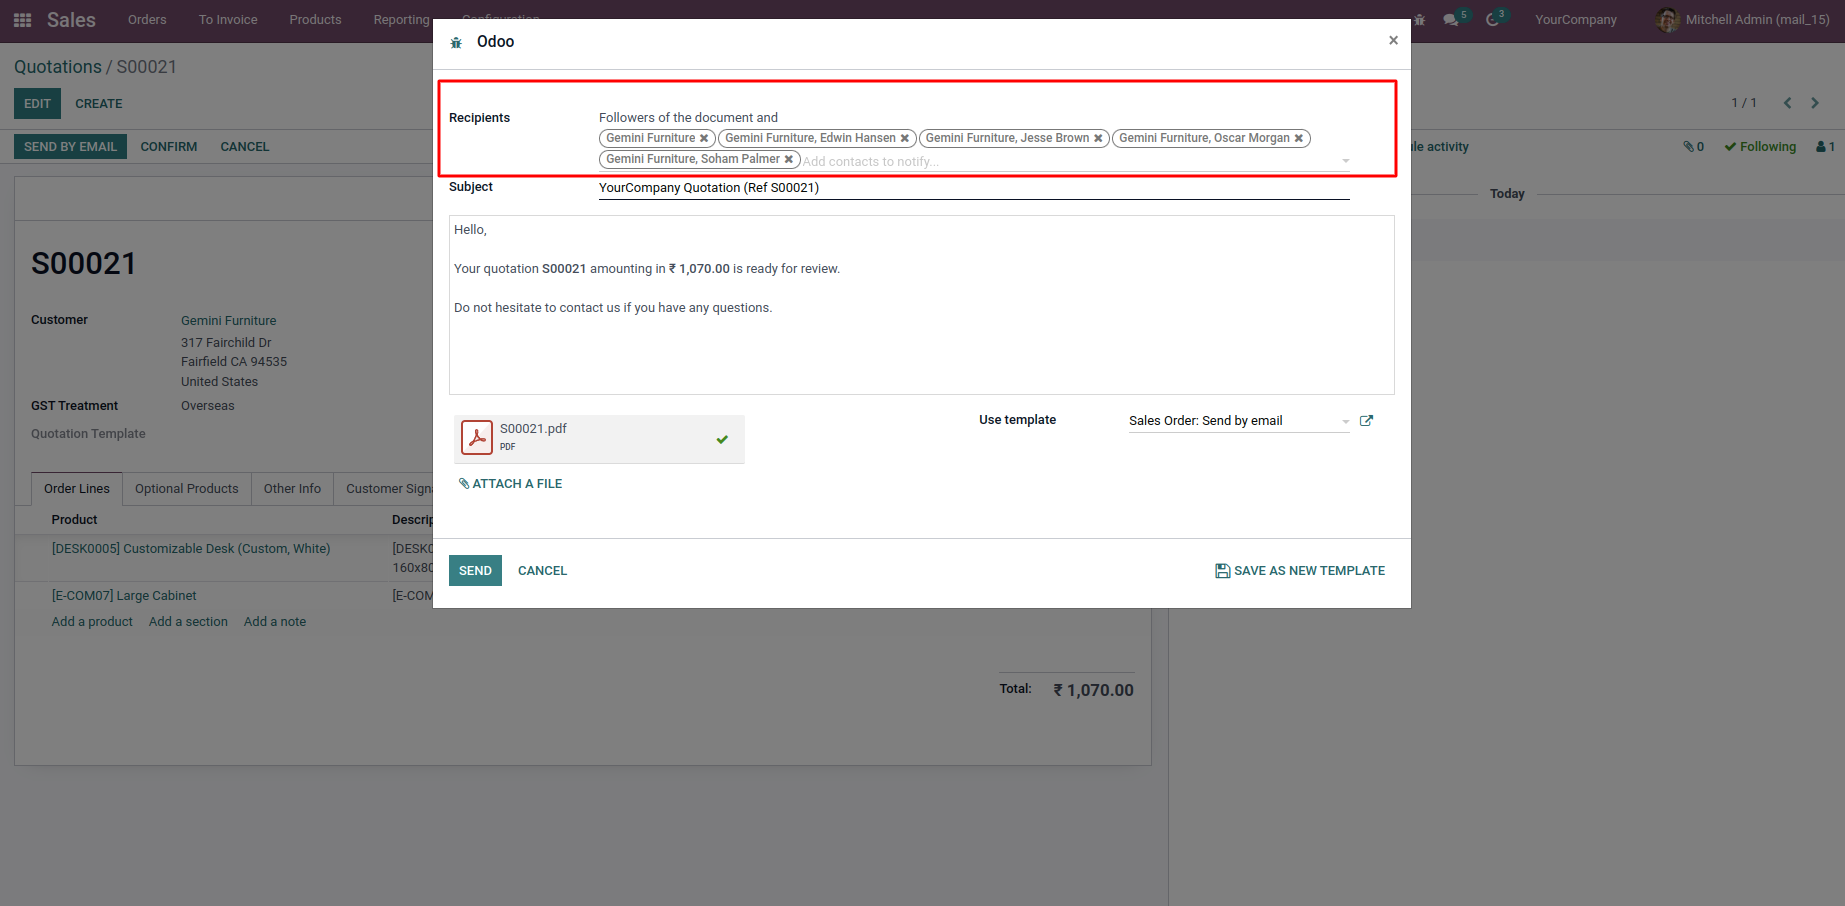 Sales Orders To Invoice Products Reporting Configuration 5 3 YourCompany Mitchell Admin (mail_15)
Odoo ×
Quotations / S00021
EDIT CREATE 1 / 1
SEND BY EMAIL CONFIRM CANCEL activity 0 Following 1
Today
Recipients Followers of the document and
Gemini Furniture ✖ Gemini Furniture, Edwin Hansen ✖ Gemini Furniture, Jesse Brown ✖ Gemini Furniture, Oscar Morgan ✖
Gemini Furniture, Soham Palmer ✖ Add contacts to notify...
Subject YourCompany Quotation (Ref S00021)
Hello,
Your quotation S00021 amounting in ₹ 1,070.00 is ready for review.
Do not hesitate to contact us if you have any questions.
S00021.pdf
PDF
Use template Sales Order: Send by email
ATTACH A FILE
SEND CANCEL SAVE AS NEW TEMPLATE
S00021
Customer Gemini Furniture
317 Fairchild Dr
Fairfield CA 94535
United States
GST Treatment Overseas
Quotation Template
Order Lines Optional Products Other Info Customer Signa
Product Descrip
[DESK0005] Customizable Desk (Custom, White) [DESK0
160x80
[E-COM07] Large Cabinet [E-COM
Add a product Add a section Add a note
Total: ₹ 1,070.00